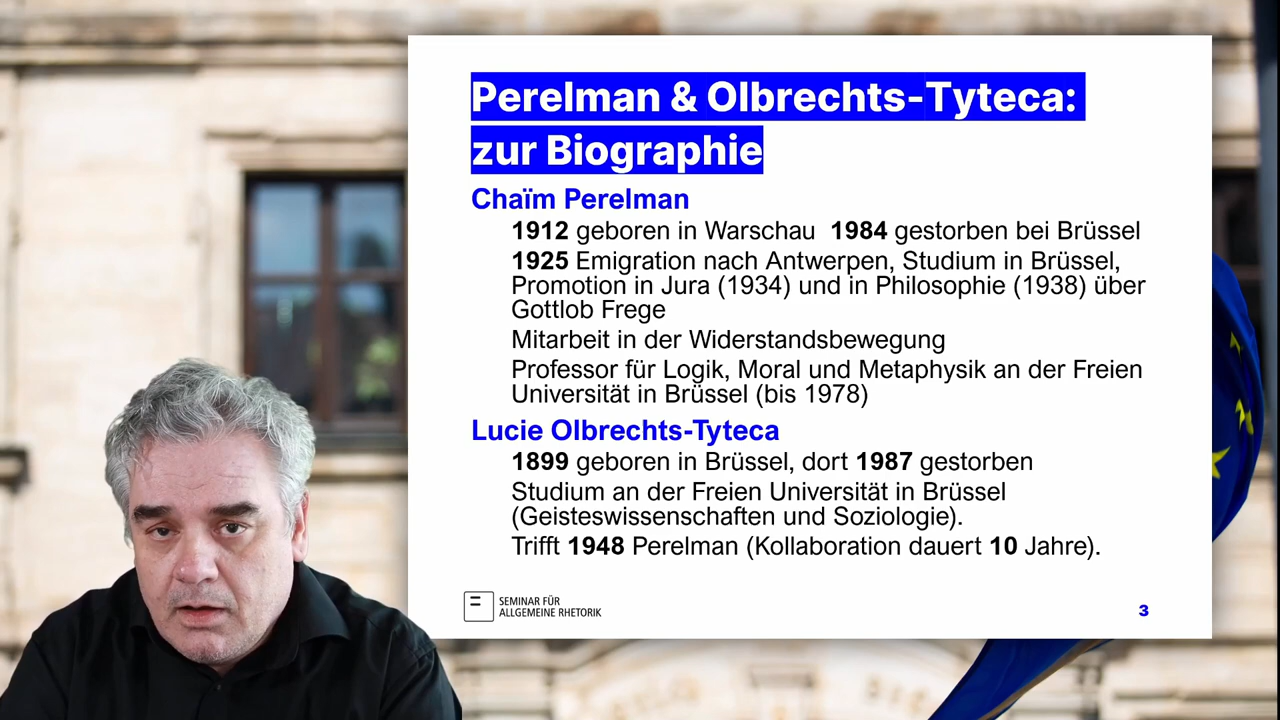 Perelman & Olbrechts-Tyteca:
zur Biographie
Chaïm Perelman
1912 geboren in Warschau 1984 gestorben bei Brüssel
1925 Emigration nach Antwerpen, Studium in Brüssel,
Promotion in Jura (1934) und in Philosophie (1938) über
Gottlob Frege
Mitarbeit in der Widerstandsbewegung
Professor für Logik, Moral und Metaphysik an der Freien
Universität in Brüssel (bis 1978)
Lucie Olbrechts-Tyteca
1899 geboren in Brüssel, dort 1987 gestorben
Studium an der Freien Universität in Brüssel
(Geisteswissenschaften und Soziologie).
Trifft 1948 Perelman (Kollaboration dauert 10 Jahre).
SEMINAR FÜR
ALLGEMEINE RHETORIK
3